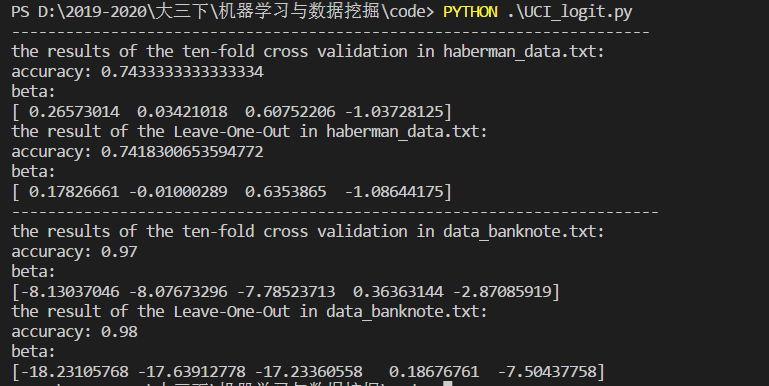 PS D:\2019-2020\大三下\机器学习与数据挖掘\code> PYTHON .\UCI_logit.py
-----------------------------------------------------------------------
the results of the ten-fold cross validation in haberman_data.txt:
accuracy: 0.7433333333333334
beta:
[ 0.26573014  0.03421018  0.60752206 -1.03728125]
the result of the Leave-One-Out in haberman_data.txt:
accuracy: 0.7418300653594772
beta:
[ 0.17826661 -0.01000289  0.6353865  -1.08644175]
------------------------------------------------------------------------
the results of the ten-fold cross validation in data_banknote.txt:
accuracy: 0.97
beta:
[-8.13037046 -8.07673296 -7.78523713  0.36363144 -2.87085919]
the result of the Leave-One-Out in data_banknote.txt:
accuracy: 0.98
beta:
[-18.23105768 -17.63912778 -17.23360558   0.18676761  -7.50437758]